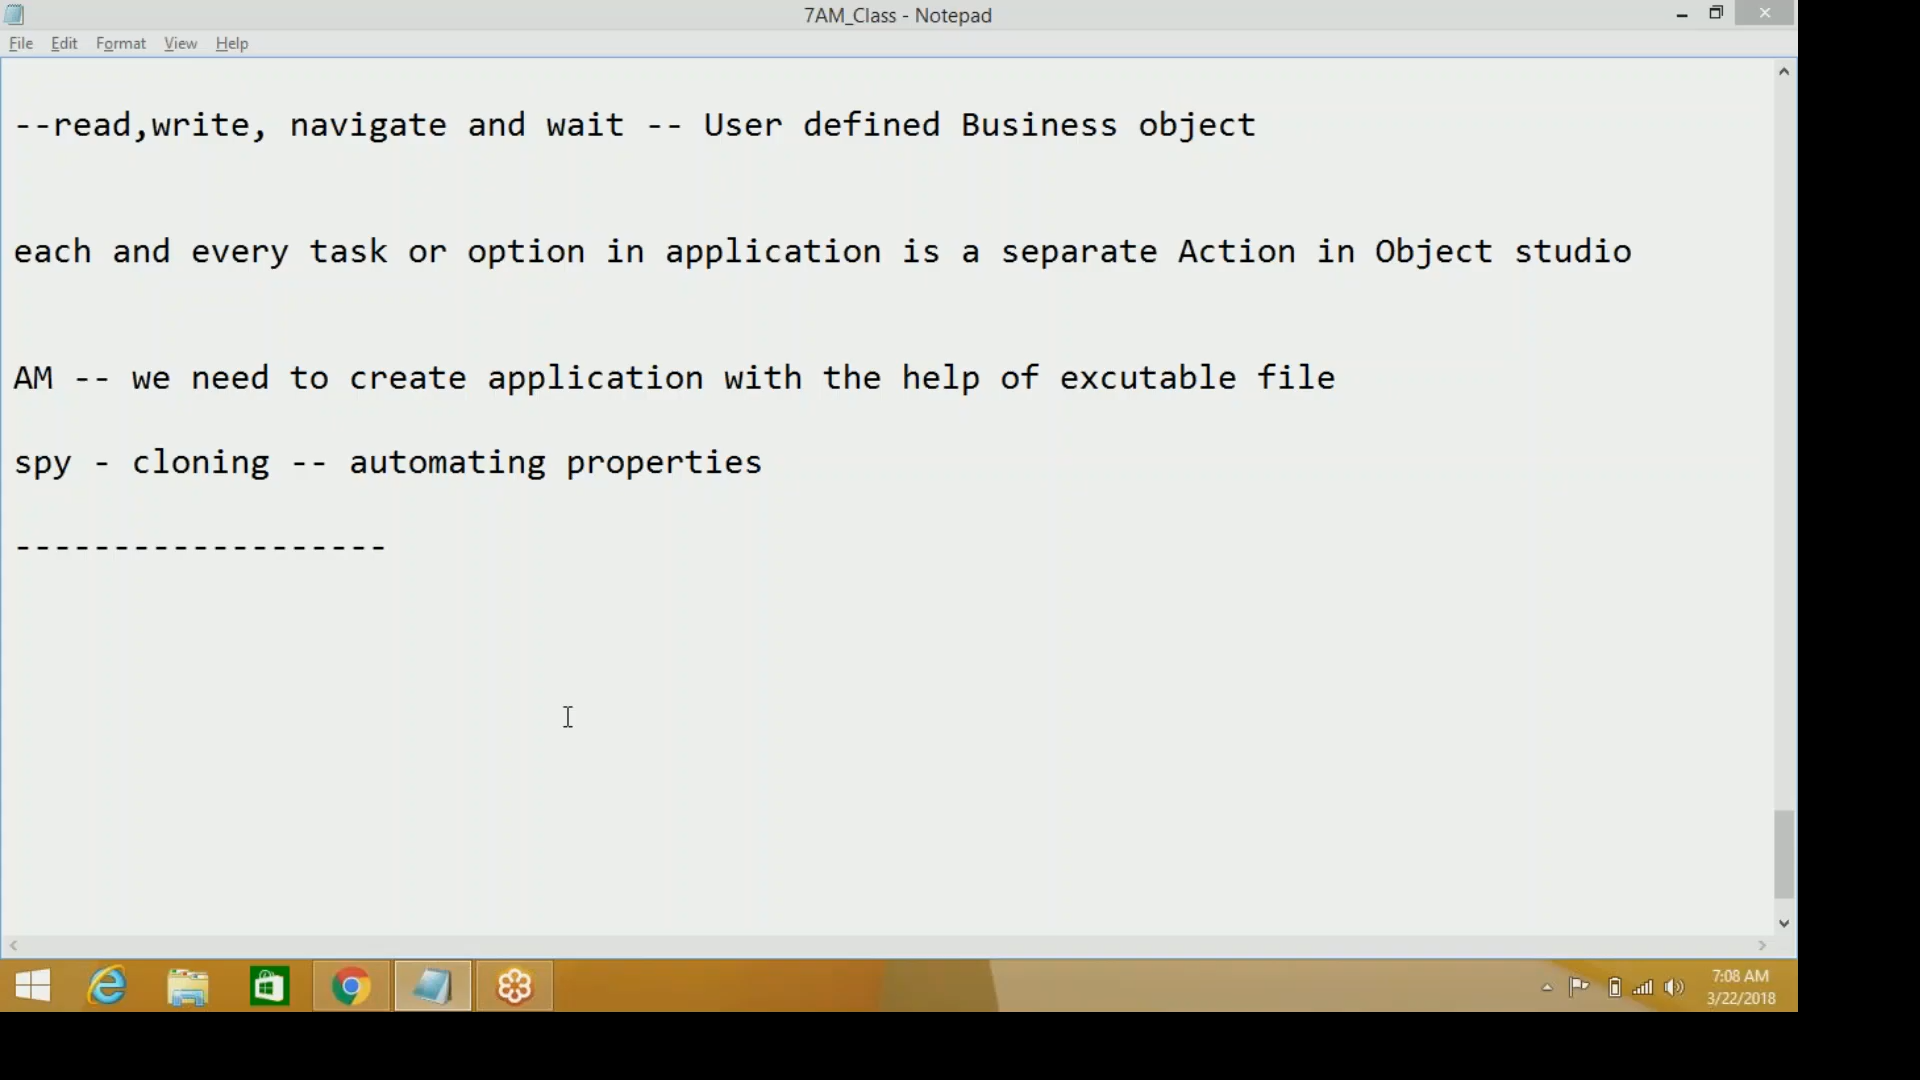 7AM_Class - Notepad
File Edit Format View Help
--read,write, navigate and wait -- User defined Business object
each and every task or option in application is a separate Action in Object studio
AM -- we need to create application with the help of excutable file
spy - cloning -- automating properties
-------------------
7:08 AM
3/22/2018